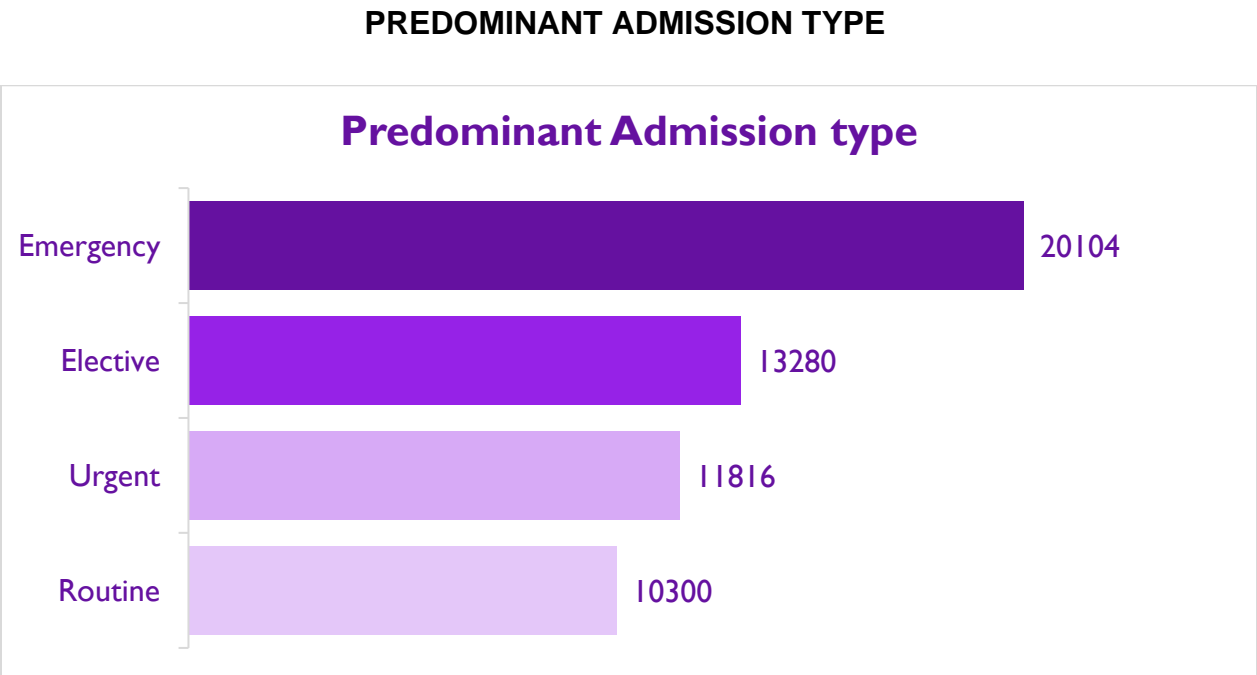 PREDOMINANT ADMISSION TYPE
Predominant Admission type
Emergency 20104
Elective 13280
Urgent 11816
Routine 10300